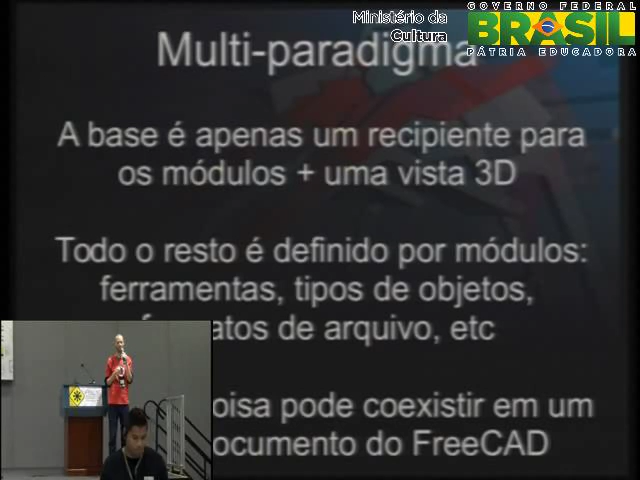 Ministério da
Cultura
GOVERNO FEDERAL
BRASIL
PÁTRIA EDUCADORA
Multi-paradigma
A base é apenas um recipiente para
os módulos + uma vista 3D
Todo o resto é definido por módulos:
ferramentas, tipos de objetos,
atos de arquivo, etc
oisa pode coexistir em um
ocumento do FreeCAD